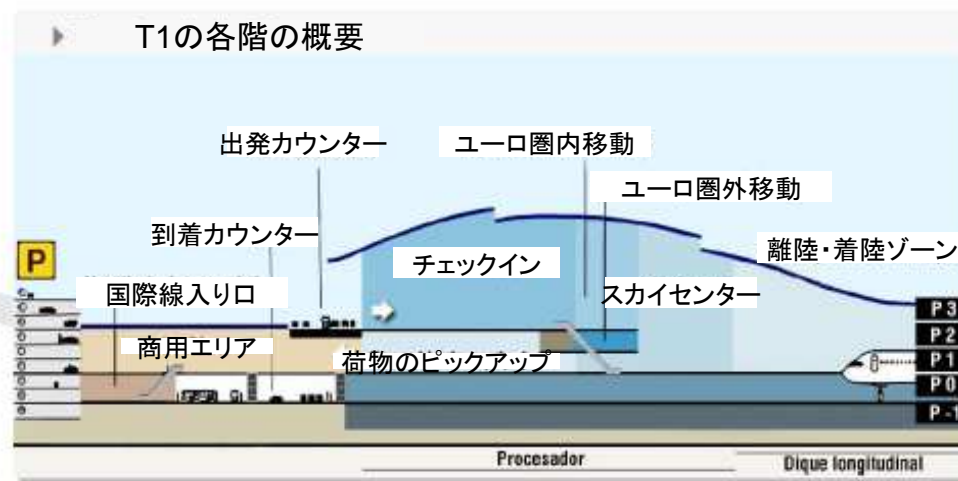 T1の各階の概要
出発カウンター
ユーロ圏内移動
ユーロ圏外移動
到着カウンター
離陸・着陸ゾーン
P
チェックイン
国際線入り口
スカイセンター
P 3
P 2
商用エリア
荷物のピックアップ
P 1
P 0
P -1
Procesador
Dique longitudinal